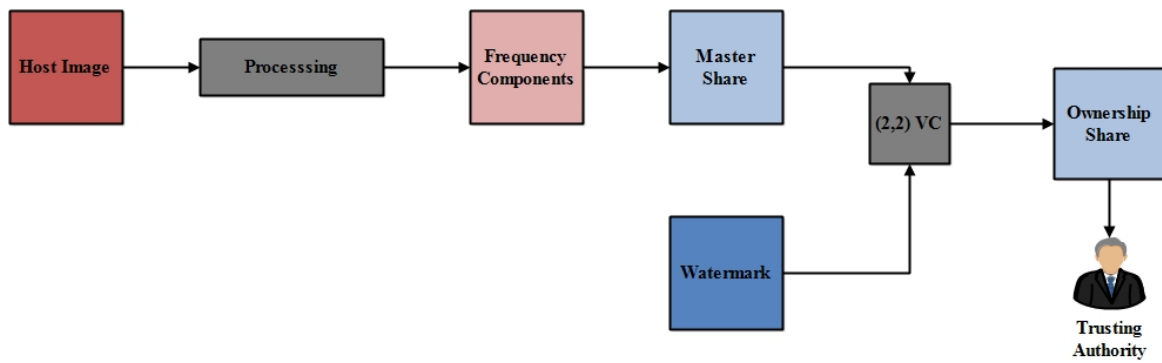 Host Image
Processsing
Frequency
Components
Master
Share
(2,2) VC
Ownership
Share
Watermark
Trusting
Authority